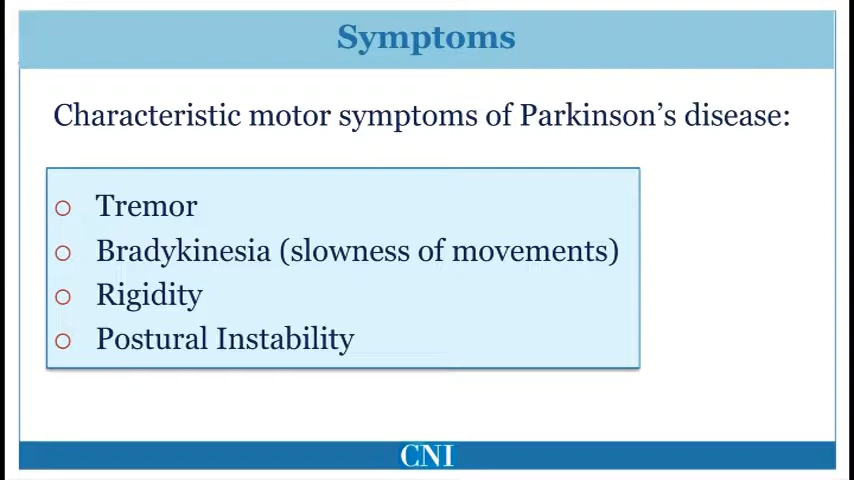 Symptoms
Characteristic motor symptoms of Parkinson’s disease:
Tremor
Bradykinesia (slowness of movements)
Rigidity
Postural Instability
CNI